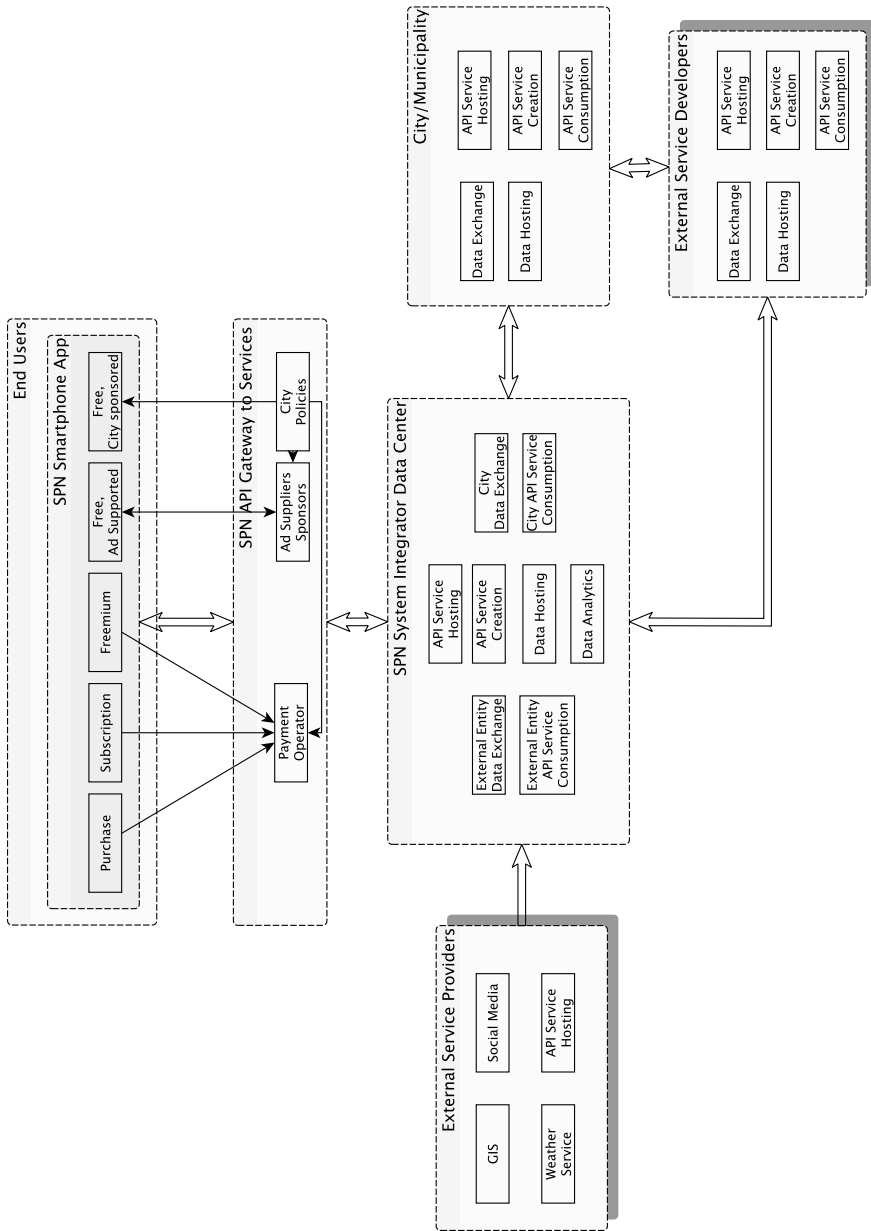 End Users
SPN Smartphone App
Purchase
Subscription
Freemium
Free,
Ad Supported
Free,
City sponsored
SPN API Gateway to Services
Payment
Operator
Ad Suppliers
Sponsors
City
Policies
External Service Providers
GIS
Social Media
Weather
Service
API Service
Hosting
SPN System Integrator Data Center
External Entity
Data Exchange
External Entity
API Service
Consumption
API Service
Hosting
API Service
Creation
Data Hosting
Data Analytics
City
Data Exchange
City API Service
Consumption
City/Municipality
Data Exchange
Data Hosting
API Service
Hosting
API Service
Creation
API Service
Consumption
External Service Developers
Data Exchange
Data Hosting
API Service
Hosting
API Service
Creation
API Service
Consumption